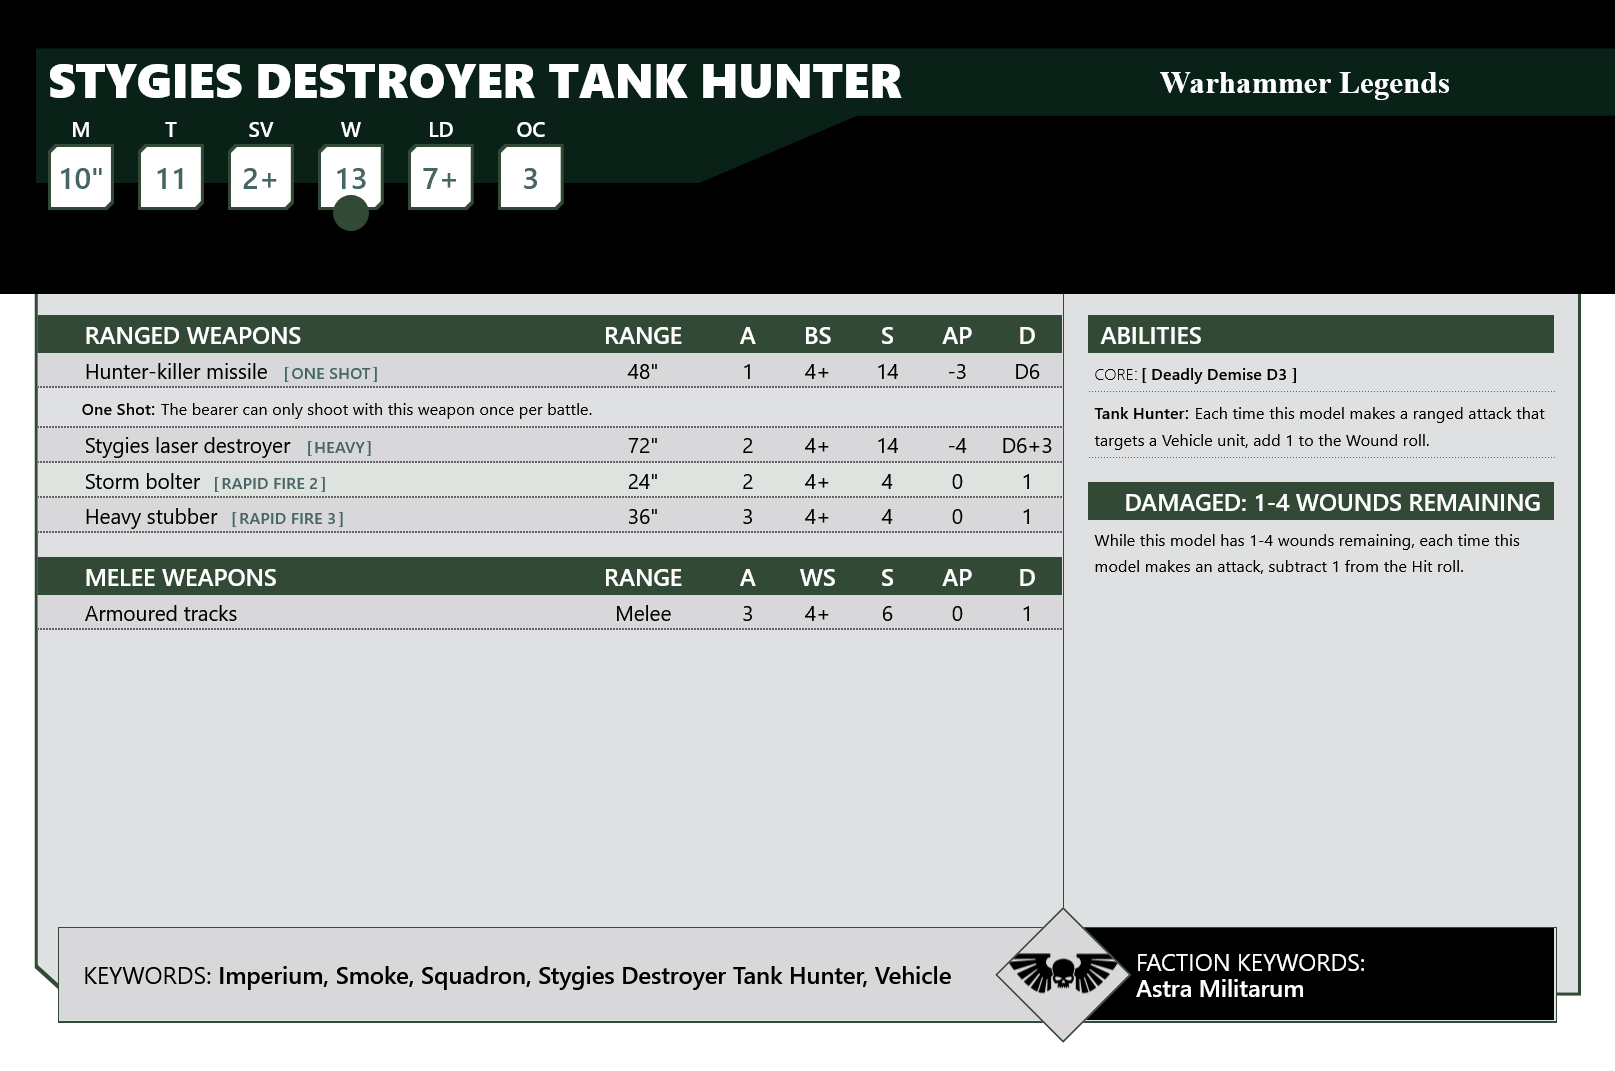 STYGIES DESTROYER TANK HUNTER
Warhammer Legends
M T SV W LD OC
10" 11 2+ 13 7+ 3
RANGED WEAPONS RANGE A BS S AP D
Hunter-killer missile [ONE SHOT] 48" 1 4+ 14 -3 D6
One Shot: The bearer can only shoot with this weapon once per battle.
Stygies laser destroyer [HEAVY] 72" 2 4+ 14 -4 D6+3
Storm bolter [RAPID FIRE 2] 24" 2 4+ 4 0 1
Heavy stubber [RAPID FIRE 3] 36" 3 4+ 4 0 1
MELEE WEAPONS RANGE A WS S AP D
Armoured tracks Melee 3 4+ 6 0 1
ABILITIES
CORE: [ Deadly Demise D3 ]
Tank Hunter: Each time this model makes a ranged attack that
targets a Vehicle unit, add 1 to the Wound roll.
DAMAGED: 1-4 WOUNDS REMAINING
While this model has 1-4 wounds remaining, each time this
model makes an attack, subtract 1 from the Hit roll.
KEYWORDS: Imperium, Smoke, Squadron, Stygies Destroyer Tank Hunter, Vehicle
FACTION KEYWORDS:
Astra Militarum